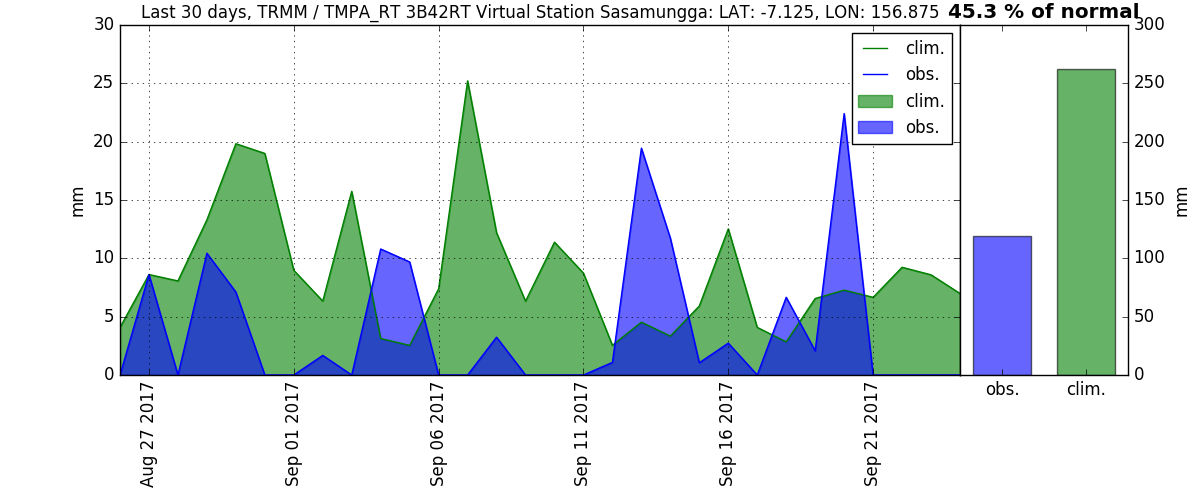 Last 30 days, TRMM / TMPA_RT 3B42RT Virtual Station Sasamungga: LAT: -7.125, LON: 156.875
45.3 % of normal
30
25
20
15
10
5
0
mm
clim.
obs.
clim.
obs.
Aug 27 2017
Sep 01 2017
Sep 06 2017
Sep 11 2017
Sep 16 2017
Sep 21 2017
300
250
200
150
100
50
0
mm
obs.
clim.